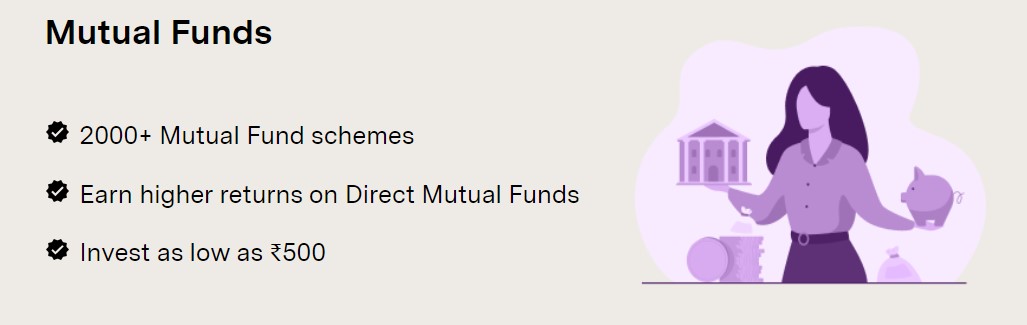 Mutual Funds
2000+ Mutual Fund schemes
Earn higher returns on Direct Mutual Funds
Invest as low as ₹500